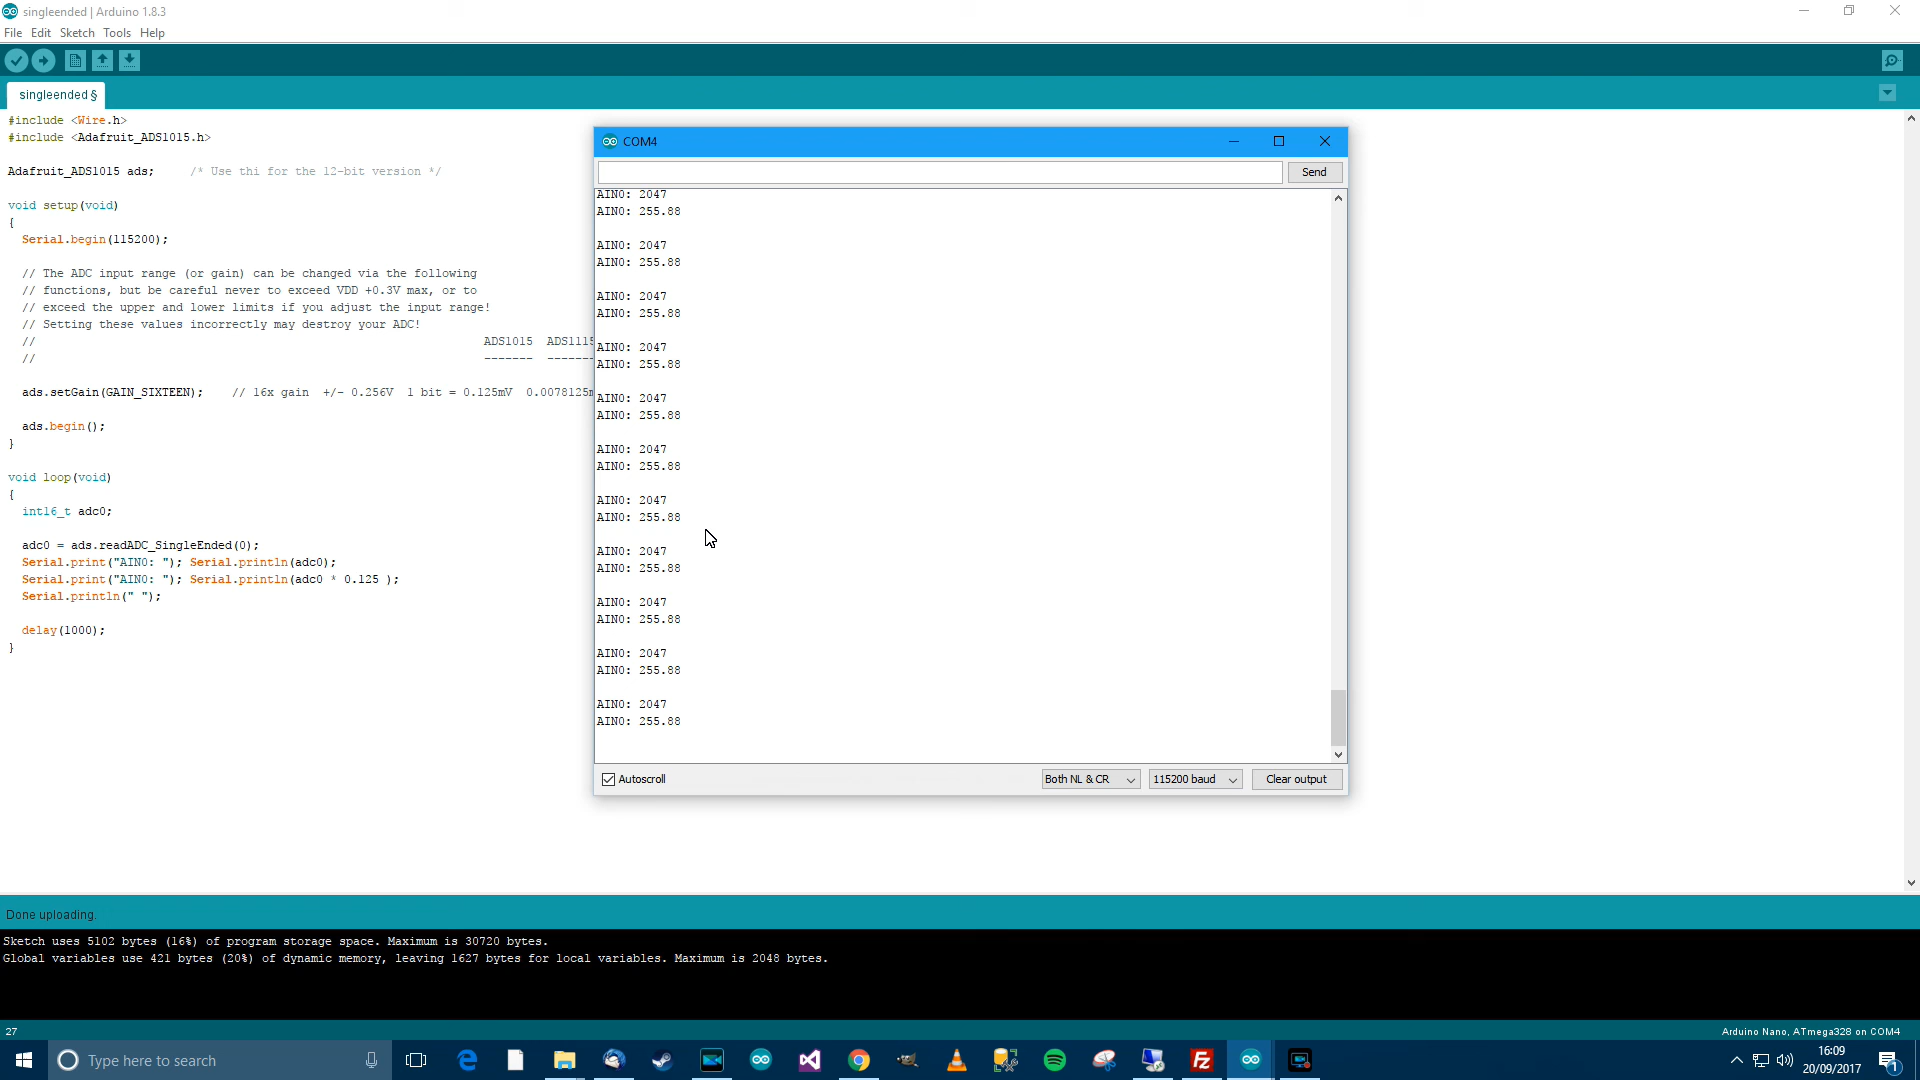 singleended | Arduino 1.8.3
File Edit Sketch Tools Help
singleended §
#include <Wire.h>
#include <Adafruit_ADS1015.h>
Adafruit_ADS1015 ads;     /* Use thi for the 12-bit version */
void setup(void)
{
Serial.begin(115200);
// The ADC input range (or gain) can be changed via the following
// functions, but be careful never to exceed VDD +0.3V max, or to
// exceed the upper and lower limits if you adjust the input range!
// Setting these values incorrectly may destroy your ADC!
// ADS1015 ADS1115
// ------- -------
ads.setGain(GAIN_SIXTEEN);    // 16x gain  +/- 0.256V  1 bit = 0.125mV  0.0078125m
ads.begin();
}
void loop(void)
{
int16_t adc0;
adc0 = ads.readADC_SingleEnded(0);
Serial.print("AIN0: "); Serial.println(adc0);
Serial.print("AIN0: "); Serial.println(adc0 * 0.125 );
Serial.println(" ");
delay(1000);
}
COM4
Send
AIN0: 2047
AIN0: 255.88
AIN0: 2047
AIN0: 255.88
AIN0: 2047
AIN0: 255.88
AIN0: 2047
AIN0: 255.88
AIN0: 2047
AIN0: 255.88
AIN0: 2047
AIN0: 255.88
AIN0: 2047
AIN0: 255.88
AIN0: 2047
AIN0: 255.88
AIN0: 2047
AIN0: 255.88
AIN0: 2047
AIN0: 255.88
AIN0: 2047
AIN0: 255.88
Autoscroll Both NL & CR 115200 baud Clear output
Done uploading.
Sketch uses 5102 bytes (16%) of program storage space. Maximum is 30720 bytes.
Global variables use 421 bytes (20%) of dynamic memory, leaving 1627 bytes for local variables. Maximum is 2048 bytes.
27 Arduino Nano, ATmega328 on COM4
Type here to search
Fz
16:09
20/09/2017
1